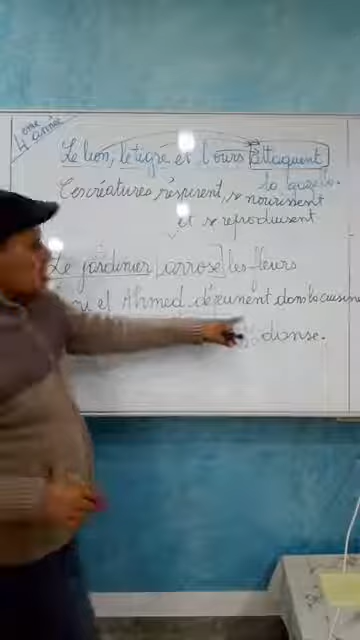 4ème année
Le lion, le tigre et l'ours attaquent
la gazelle.
Ces créatures respirent, se nourissent
et se reproduisent
Le jardinier arrose les fleurs
et Ahmed déjeunent dans la cuisine
danse.